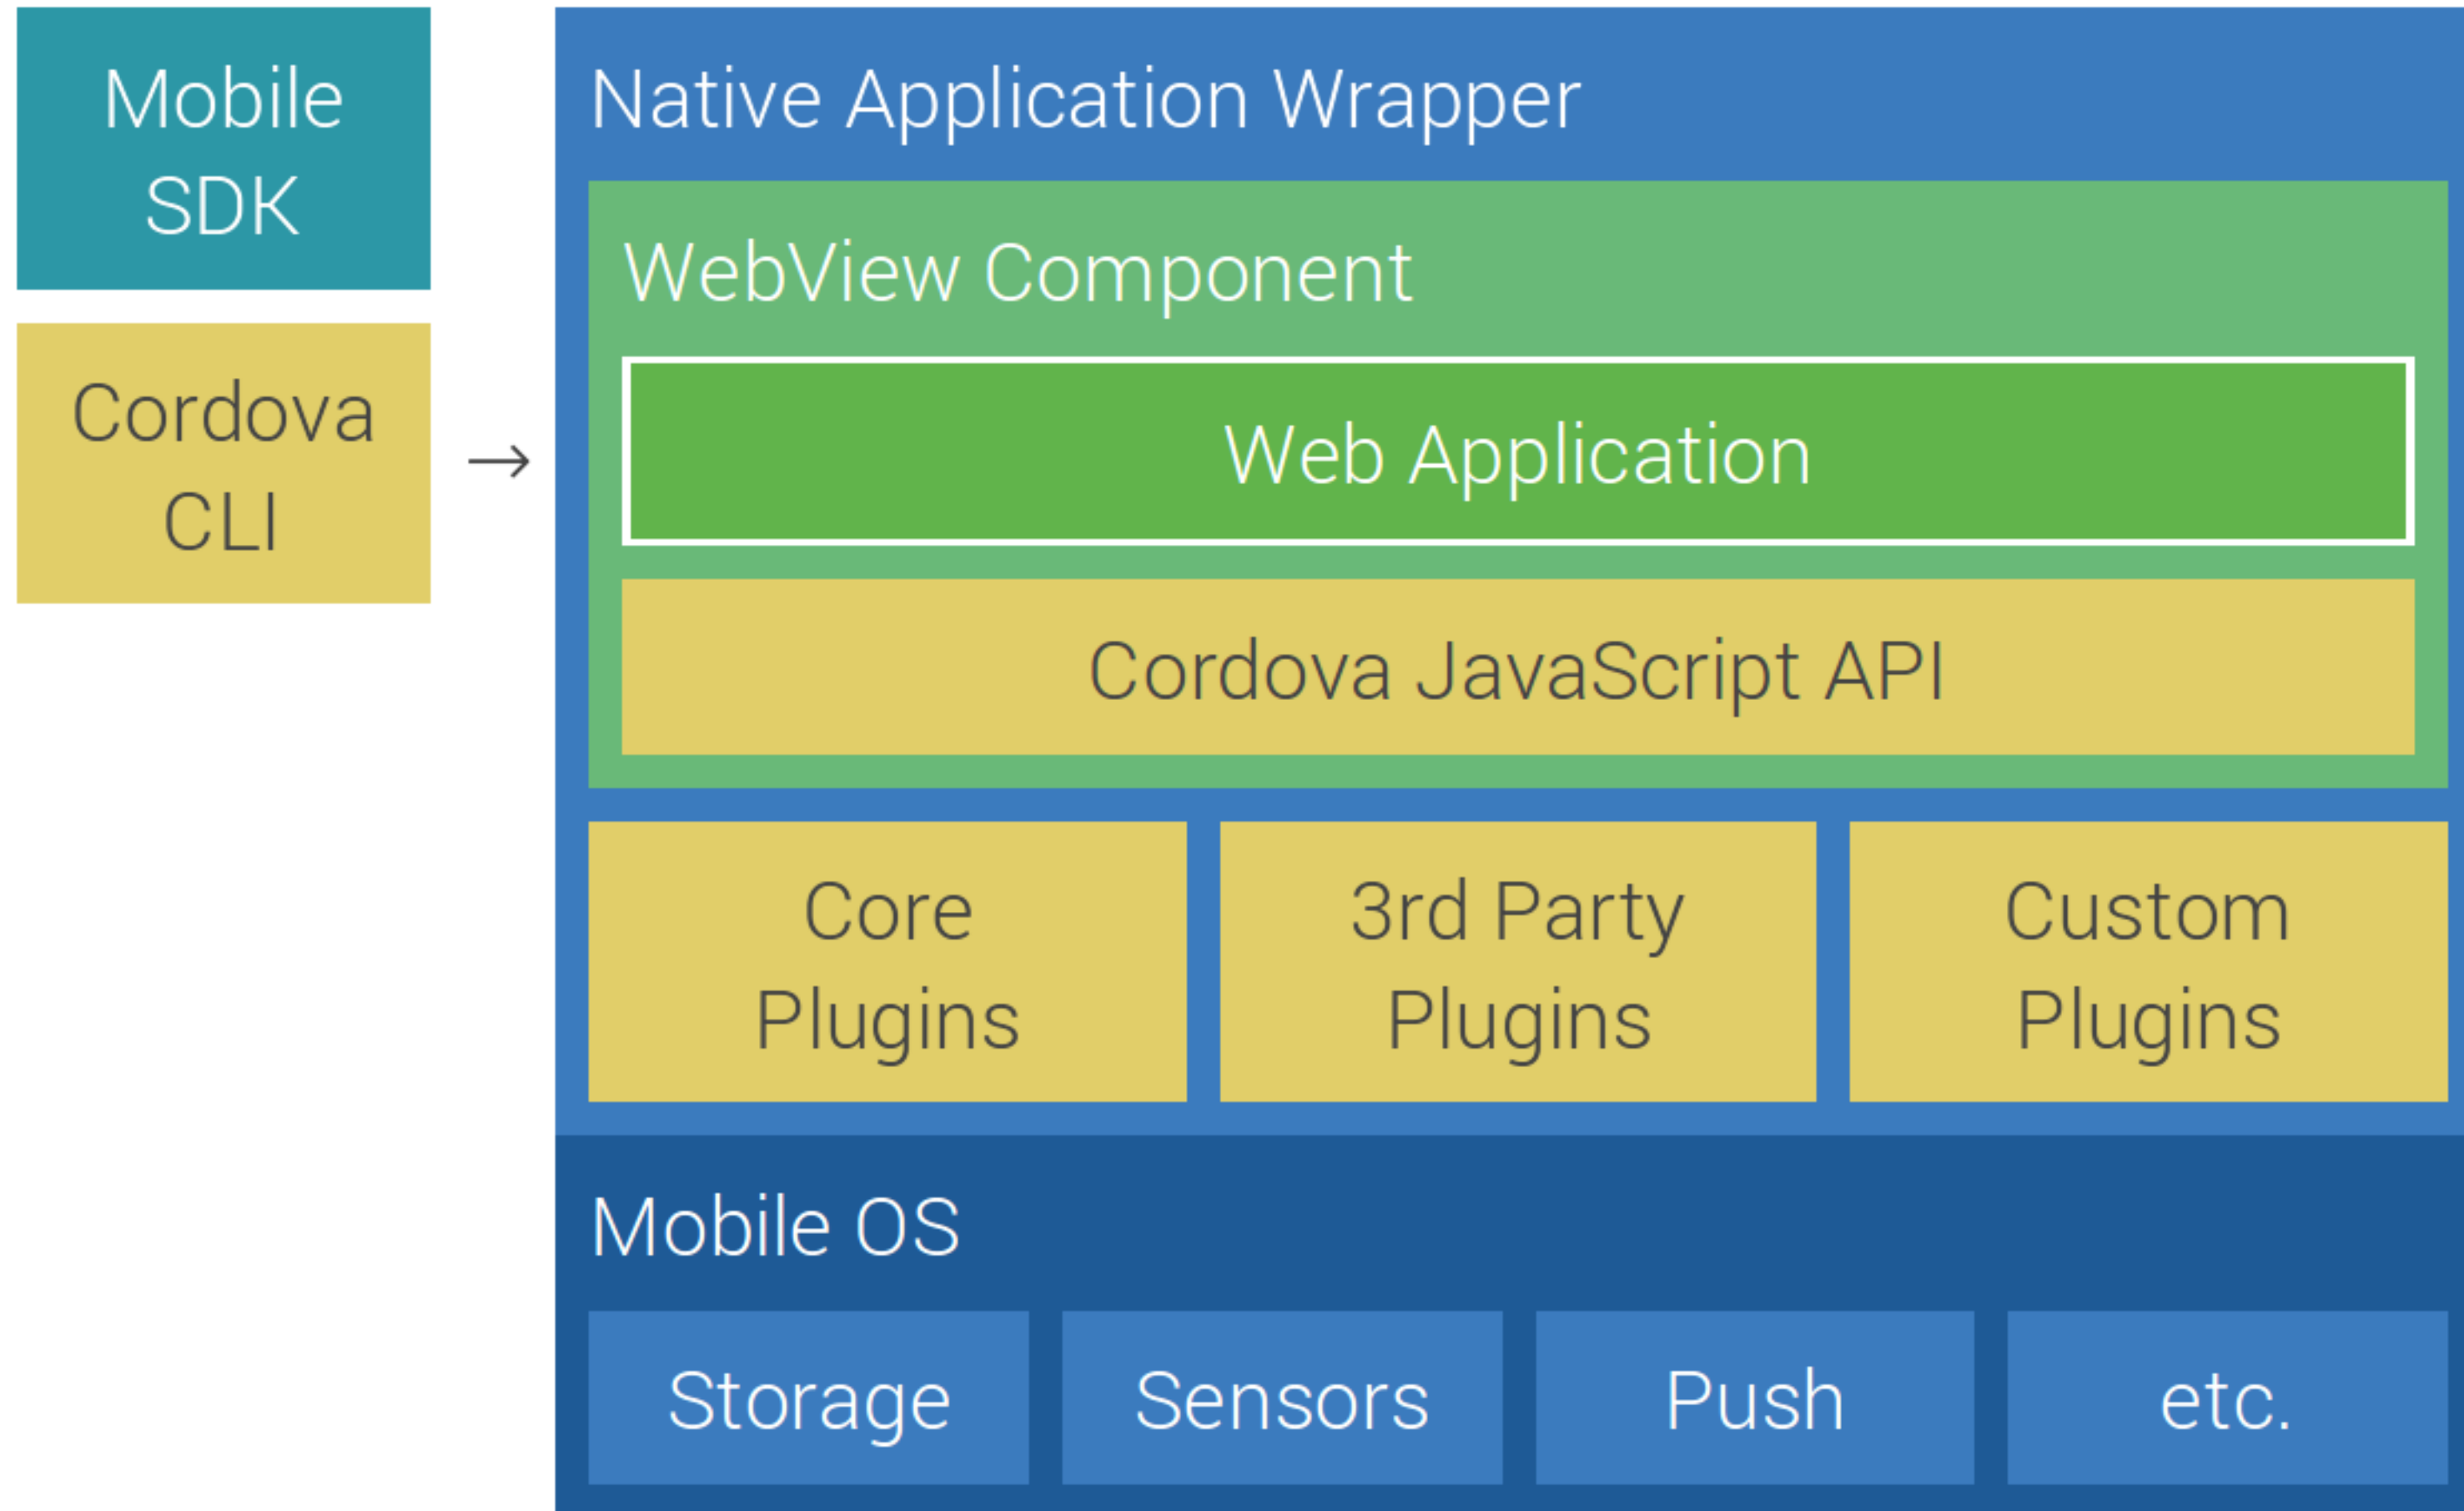 Mobile
SDK
Cordova
CLI
→
Native Application Wrapper
WebView Component
Web Application
Cordova JavaScript API
Core
Plugins
3rd Party
Plugins
Custom
Plugins
Mobile OS
Storage
Sensors
Push
etc.